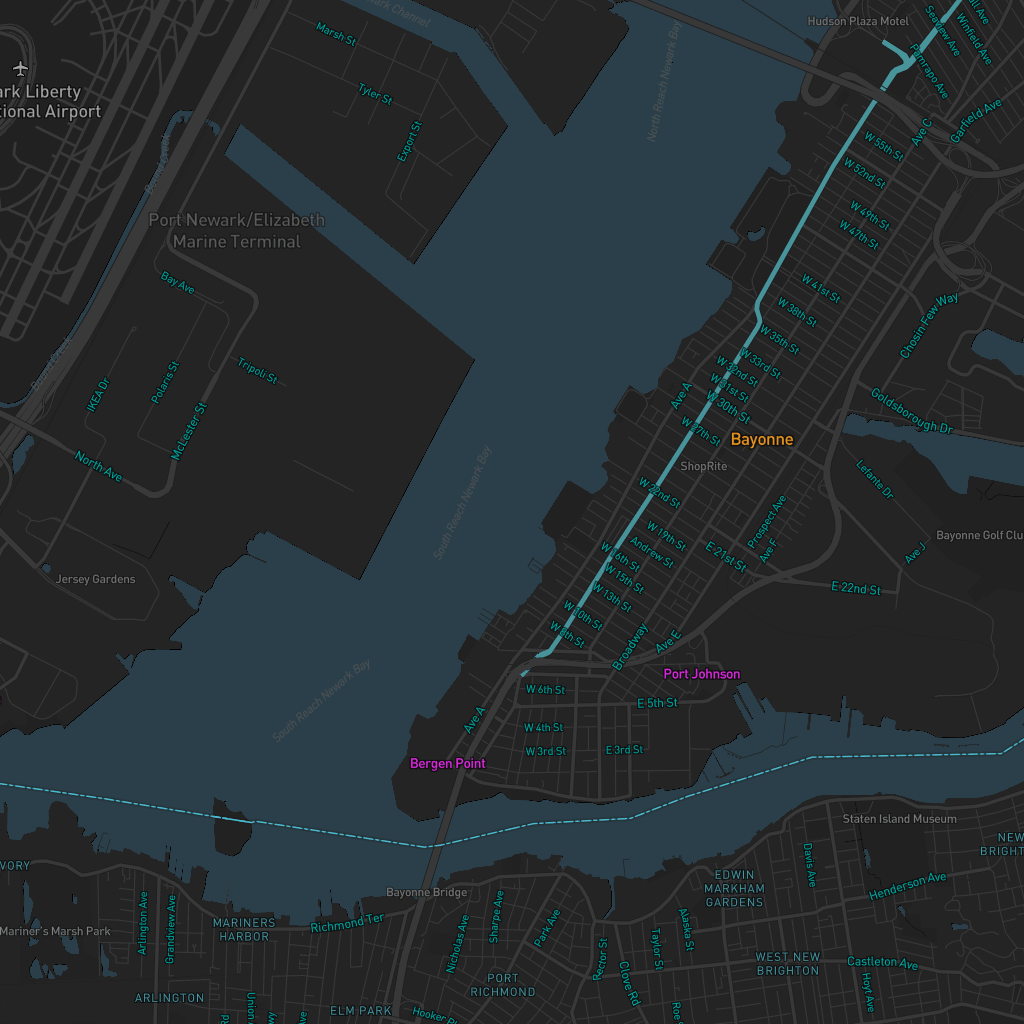 Newark Channel
Marsh St
Tyler St
Export St
North Reach Newark Bay
Hudson Plaza Motel
Seaview Ave
Winfield Ave
Pamrapo Ave
Garfield Ave
Ave C
ark Liberty
tional Airport
Port Newark/Elizabeth
Marine Terminal
Bay Ave
Tripoli St
Polaris St
IKEA Dr
McLester St
North Ave
Jersey Gardens
South Reach Newark Bay
South Reach Newark Bay
W 55th St
W 52nd St
W 49th St
W 47th St
W 41st St
W 38th St
W 35th St
W 33rd St
W 32nd St
W 31st St
W 30th St
W 27th St
Ave A
Chosin Few Way
Goldsborough Dr
Bayonne
ShopRite
Lefante Dr
W 22nd St
W 19th St
Andrew St
W 16th St
W 15th St
W 13th St
W 10th St
W 8th St
E 21st St
Prospect Ave
Ave F
Bayonne Golf Clu
Ave J
E 22nd St
Broadway
Ave E
Port Johnson
W 6th St
E 5th St
Ave A
W 4th St
W 3rd St
E 3rd St
Bergen Point
Staten Island Museum
Bayonne Bridge
VORY
Mariner's Marsh Park
Arlington Ave
Grandview Ave
MARINERS
HARBOR
Richmond Ter
ARLINGTON
ELM PARK
Nicholas Ave
Sharpe Ave
Park Ave
PORT
RICHMOND
Rector St
Clove Rd
Taylor St
Alaska St
EDWIN
MARKHAM
GARDENS
Davis Ave
Henderson Ave
NEW
BRIGHT
WEST NEW
BRIGHTON
Castleton Ave
Hoyt Ave